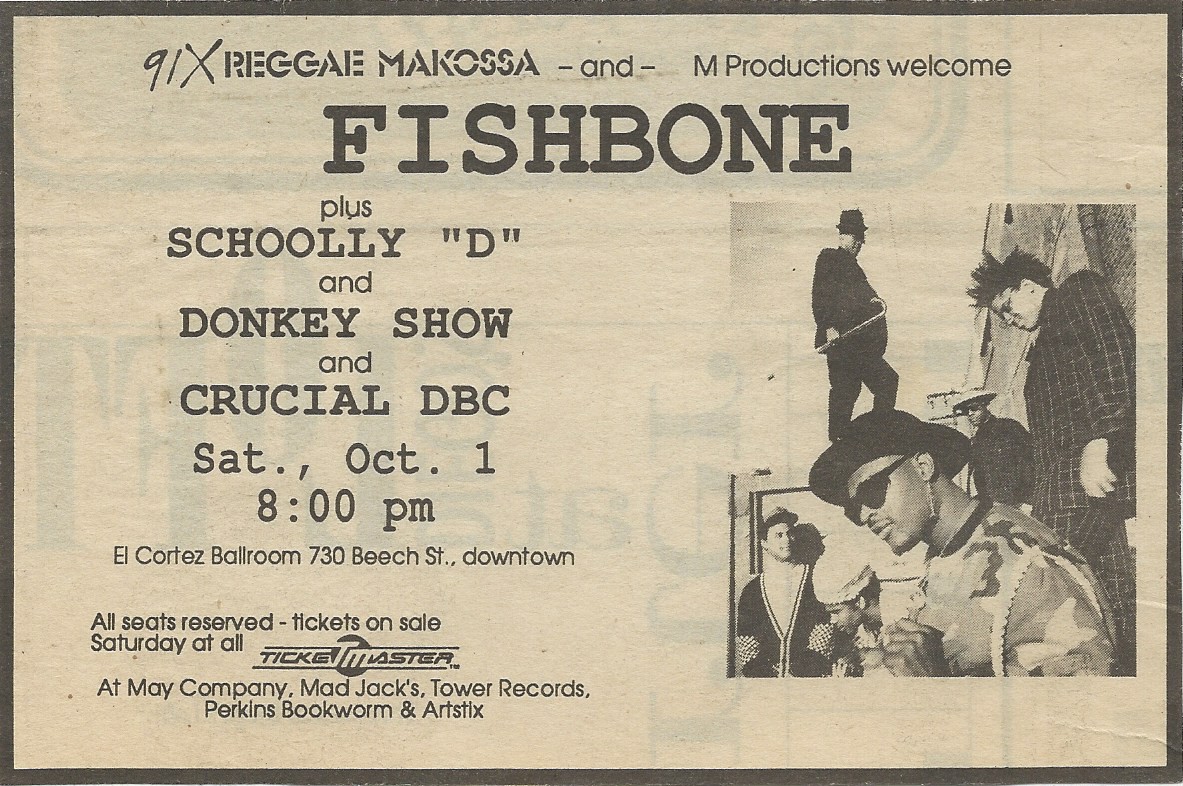 91X REGGAE MAKOSSA – and – M Productions welcome
FISHBONE
plus
SCHOOLLY "D"
and
DONKEY SHOW
and
CRUCIAL DBC
Sat., Oct. 1
8:00 pm
El Cortez Ballroom 730 Beech St., downtown
All seats reserved - tickets on sale
Saturday at all TICKETMASTER™
At May Company, Mad Jack's, Tower Records,
Perkins Bookworm & Artstix